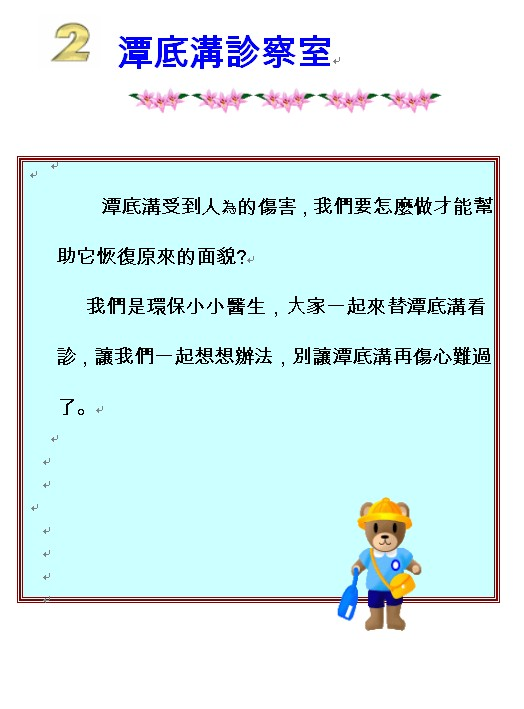 2 潭底溝診察室
潭底溝受到人為的傷害，我們要怎麼做才能幫
助它恢復原來的面貌?
我們是環保小小醫生，大家一起來替潭底溝看
診，讓我們一起想想辦法，別讓潭底溝再傷心難過
了。